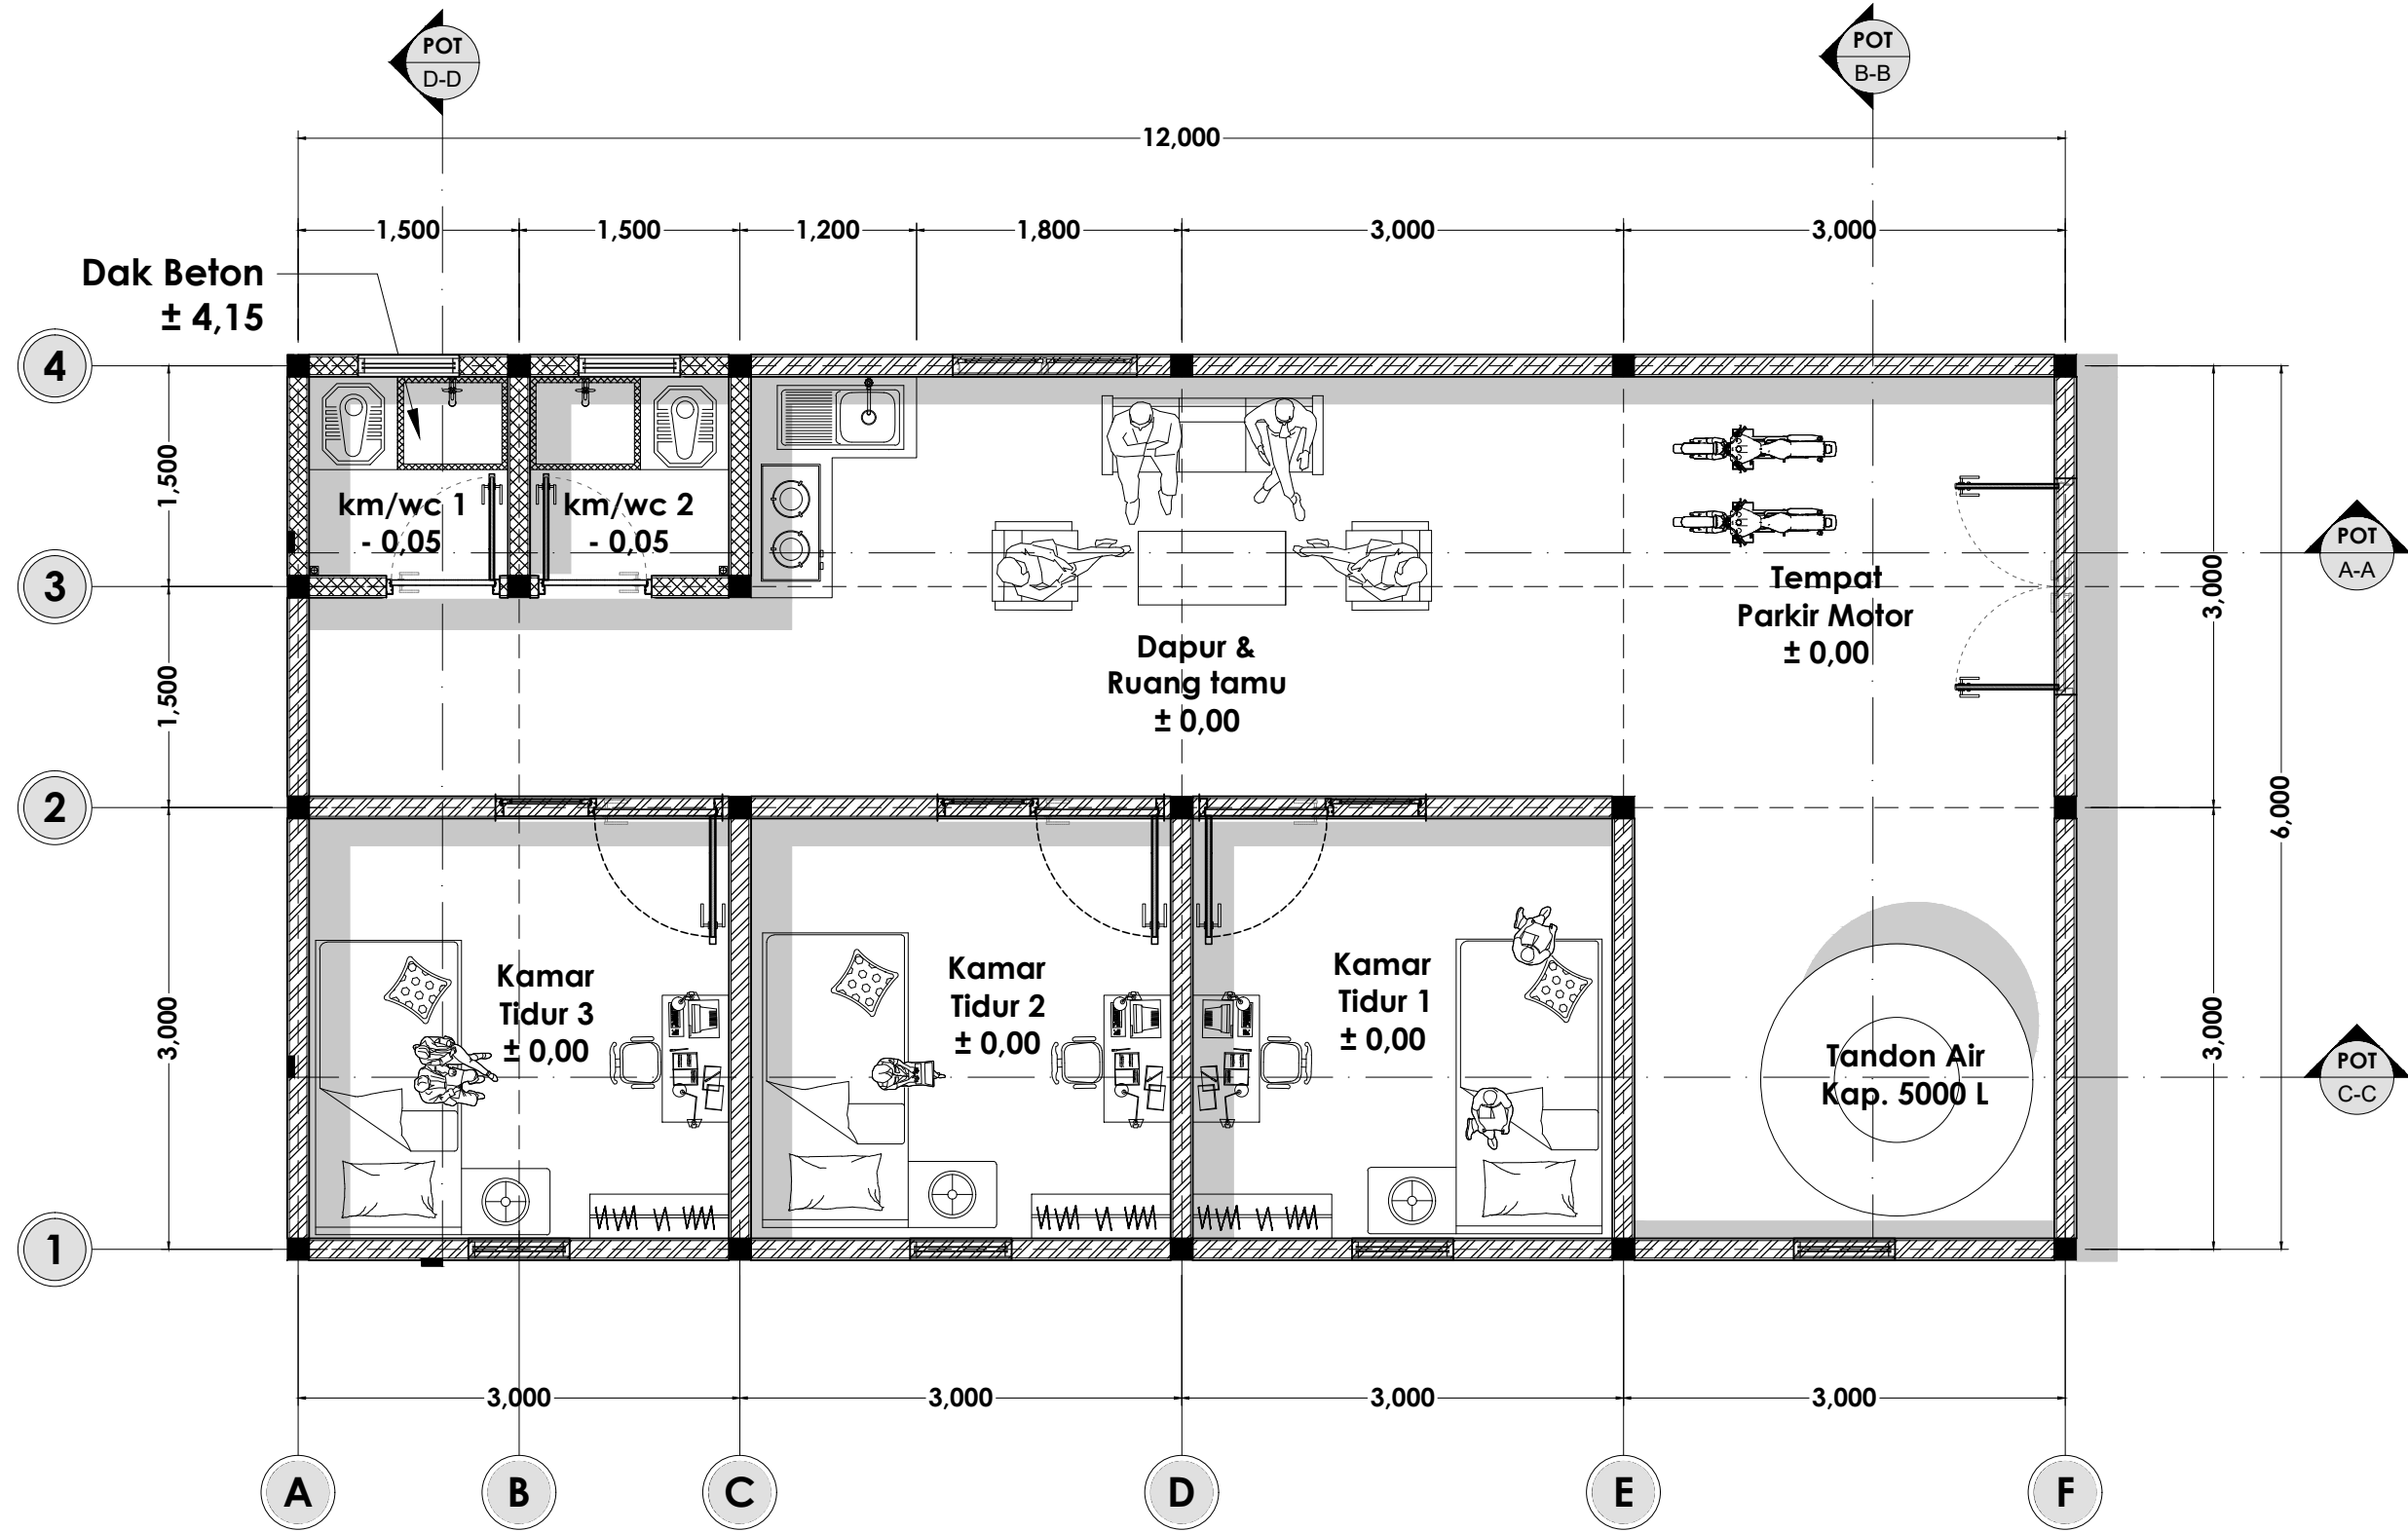 POT
D-D
POT
B-B
12,000
1,500
1,500
1,200
1,800
3,000
3,000
Dak Beton
± 4,15
4
1,500
km/wc 1
- 0,05
km/wc 2
- 0,05
POT
A-A
3
Tempat
Parkir Motor
± 0,00
3,000
Dapur &
Ruang tamu
± 0,00
1,500
2
6,000
Kamar
Tidur 3
± 0,00
Kamar
Tidur 2
± 0,00
Kamar
Tidur 1
± 0,00
3,000
3,000
Tandon Air
Kap. 5000 L
POT
C-C
1
3,000
3,000
3,000
3,000
A
B
C
D
E
F